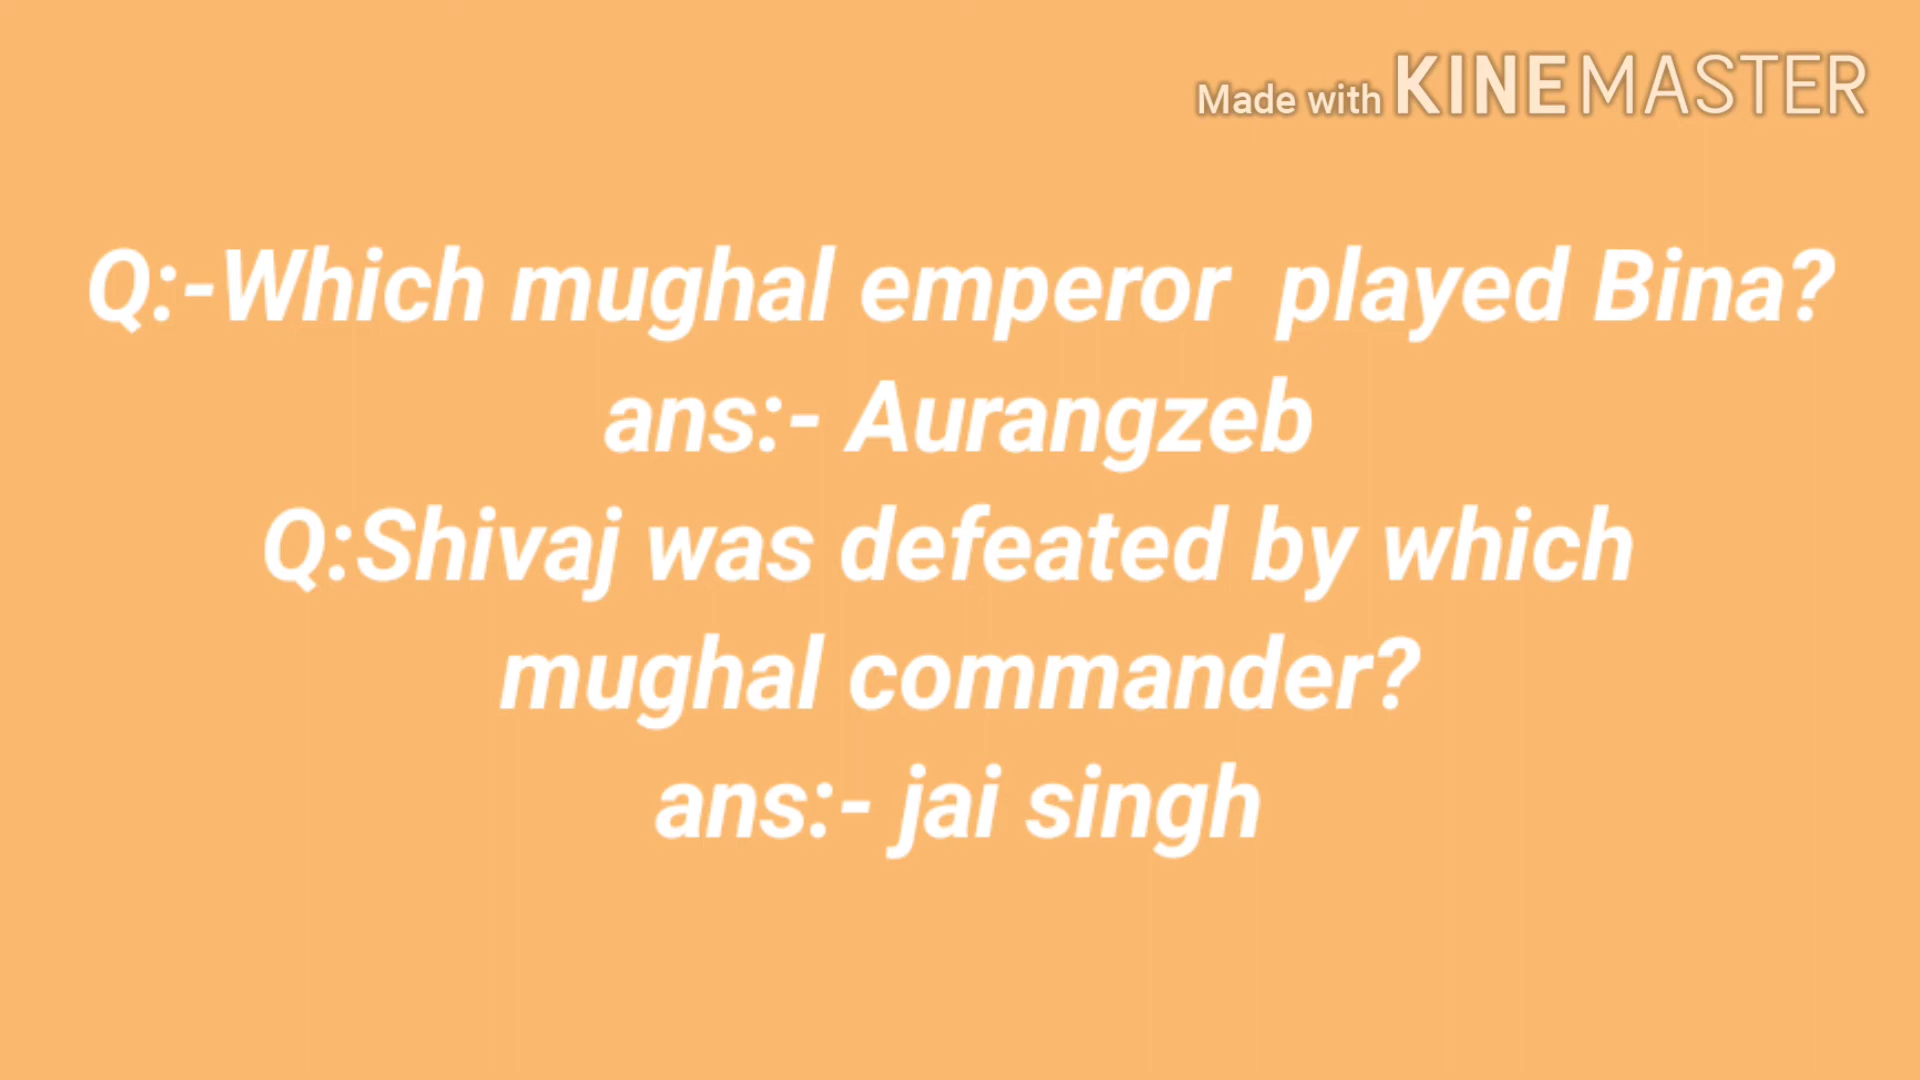 Made with KINEMASTER
Q:-Which mughal emperor played Bina?
ans:- Aurangzeb
Q:Shivaj was defeated by which
mughal commander?
ans:- jai singh